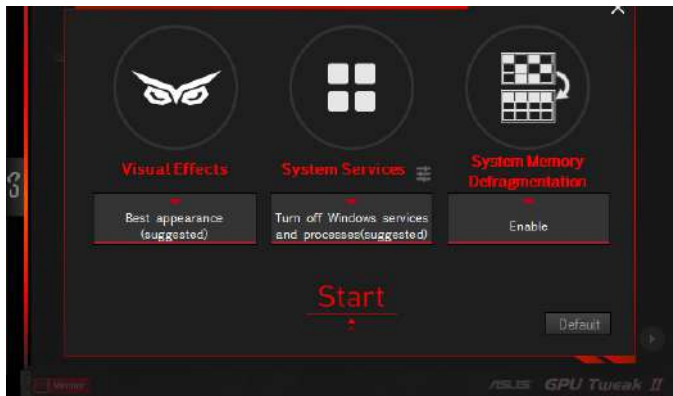 Visual Effects
System Services
System Memory
Defragmentation
Best appearance
(suggested)
Turn off Windows services
and processes(suggested)
Enable
Start
Default
Monitor
ASUS GPU Tweak II